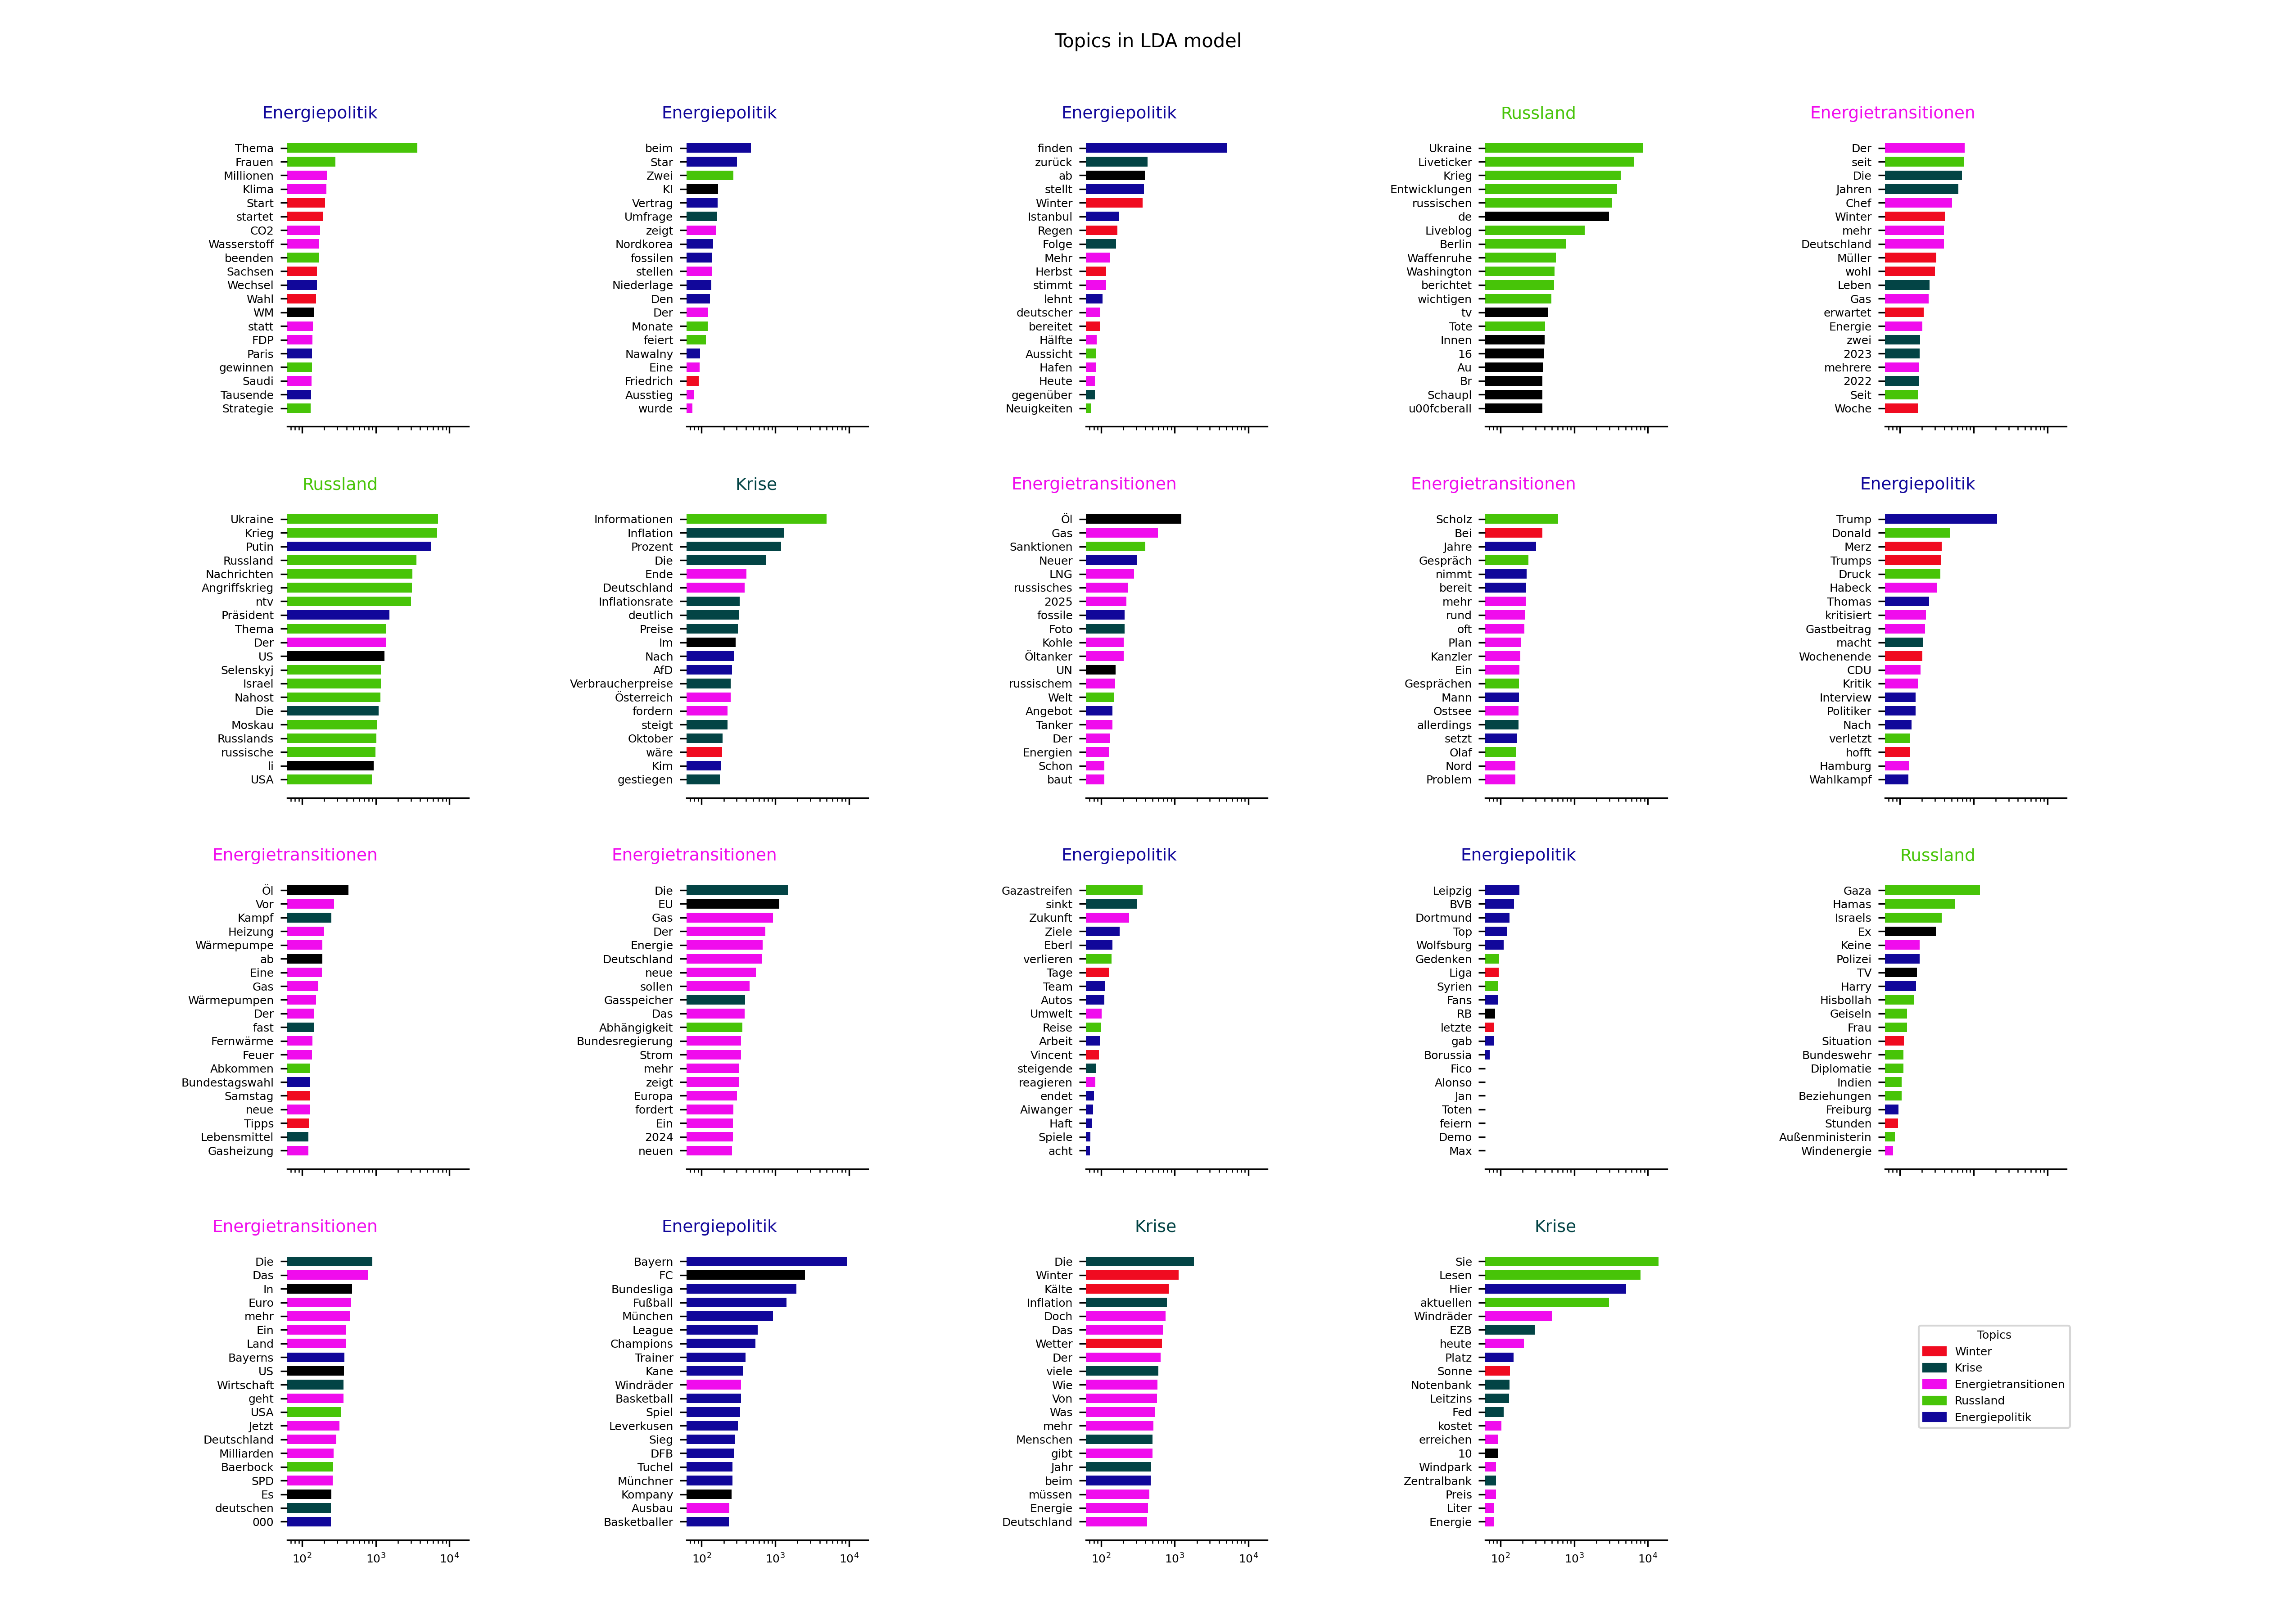 Topics in LDA model
Energiepolitik
Thema
Frauen
Millionen
Klima
Start
startet
CO2
Wasserstoff
beenden
Sachsen
Wechsel
Wahl
WM
statt
FDP
Paris
gewinnen
Saudi
Tausende
Strategie
Energiepolitik
beim
Star
Zwei
KI
Vertrag
Umfrage
zeigt
Nordkorea
fossilen
stellen
Niederlage
Den
Der
Monate
feiert
Nawalny
Eine
Friedrich
Ausstieg
wurde
Energiepolitik
finden
zurück
ab
stellt
Winter
Istanbul
Regen
Folge
Mehr
Herbst
stimmt
lehnt
deutscher
bereitet
Hälfte
Aussicht
Hafen
Heute
gegenüber
Neuigkeiten
Russland
Ukraine
Liveticker
Krieg
Entwicklungen
russischen
de
Liveblog
Berlin
Waffenruhe
Washington
berichtet
wichtigen
tv
Tote
Innen
16
Au
Br
Schaupl
u00fcberall
Energietransitionen
Der
seit
Die
Jahren
Chef
Winter
mehr
Deutschland
Müller
wohl
Leben
Gas
erwartet
Energie
zwei
2023
mehrere
2022
Seit
Woche
Russland
Ukraine
Krieg
Putin
Russland
Nachrichten
Angriffskrieg
ntv
Präsident
Thema
Der
US
Selenskyj
Israel
Nahost
Die
Moskau
Russlands
russische
li
USA
Krise
Informationen
Inflation
Prozent
Die
Ende
Deutschland
Inflationsrate
deutlich
Preise
Im
Nach
AfD
Verbraucherpreise
Österreich
fordern
steigt
Oktober
wäre
Kim
gestiegen
Energietransitionen
Öl
Gas
Sanktionen
Neuer
LNG
russisches
2025
fossile
Foto
Kohle
Öltanker
UN
russischem
Welt
Angebot
Tanker
Der
Energien
Schon
baut
Energietransitionen
Scholz
Bei
Jahre
Gespräch
nimmt
bereit
mehr
rund
oft
Plan
Kanzler
Ein
Gesprächen
Mann
Ostsee
allerdings
setzt
Olaf
Nord
Problem
Energiepolitik
Trump
Donald
Merz
Trumps
Druck
Habeck
Thomas
kritisiert
Gastbeitrag
macht
Wochenende
CDU
Kritik
Interview
Politiker
Nach
verletzt
hofft
Hamburg
Wahlkampf
Energietransitionen
Öl
Vor
Kampf
Heizung
Wärmepumpe
ab
Eine
Gas
Wärmepumpen
Der
fast
Fernwärme
Feuer
Abkommen
Bundestagswahl
Samstag
neue
Tipps
Lebensmittel
Gasheizung
Energietransitionen
Die
EU
Gas
Der
Energie
Deutschland
neue
sollen
Gasspeicher
Das
Abhängigkeit
Bundesregierung
Strom
mehr
zeigt
Europa
fordert
Ein
2024
neuen
Energiepolitik
Gazastreifen
sinkt
Zukunft
Ziele
Eberl
verlieren
Tage
Team
Autos
Umwelt
Reise
Arbeit
Vincent
steigende
reagieren
endet
Aiwanger
Haft
Spiele
acht
Energiepolitik
Leipzig
BVB
Dortmund
Top
Wolfsburg
Gedenken
Liga
Syrien
Fans
RB
letzte
gab
Borussia
Fico
Alonso
Jan
Toten
feiern
Demo
Max
Russland
Gaza
Hamas
Israels
Ex
Keine
Polizei
TV
Harry
Hisbollah
Geiseln
Frau
Situation
Bundeswehr
Diplomatie
Indien
Beziehungen
Freiburg
Stunden
Außenministerin
Windenergie
Energietransitionen
Die
Das
In
Euro
mehr
Ein
Land
Bayerns
US
Wirtschaft
geht
USA
Jetzt
Deutschland
Milliarden
Baerbock
SPD
Es
deutschen
000
10² 10³ 10⁴
Energiepolitik
Bayern
FC
Bundesliga
Fußball
München
League
Champions
Trainer
Kane
Windräder
Basketball
Spiel
Leverkusen
Sieg
DFB
Tuchel
Münchner
Kompany
Ausbau
Basketballer
10² 10³ 10⁴
Krise
Die
Winter
Kälte
Inflation
Doch
Das
Wetter
Der
viele
Wie
Von
Was
mehr
Menschen
gibt
Jahr
beim
müssen
Energie
Deutschland
10² 10³ 10⁴
Krise
Sie
Lesen
Hier
aktuellen
Windräder
EZB
heute
Platz
Sonne
Notenbank
Leitzins
Fed
kostet
erreichen
10
Windpark
Zentralbank
Preis
Liter
Energie
10² 10³ 10⁴
Topics
Winter
Krise
Energietransitionen
Russland
Energiepolitik